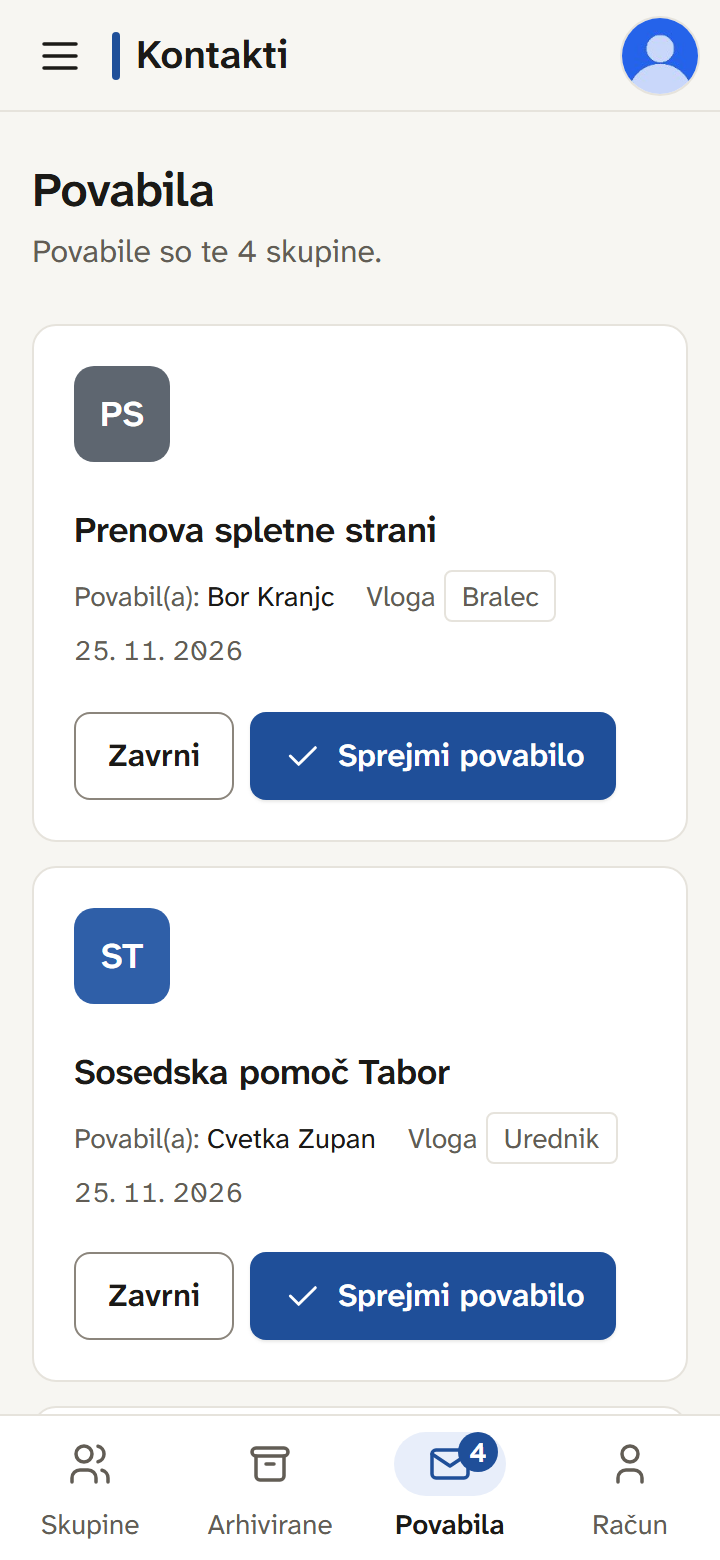 Kontakti
Povabila
Povabile so te 4 skupine.
PS
Prenova spletne strani
Povabil(a): Bor Kranjc Vloga Bralec
25. 11. 2026
Zavrni Sprejmi povabilo
ST
Sosedska pomoč Tabor
Povabil(a): Cvetka Zupan Vloga Urednik
25. 11. 2026
Zavrni Sprejmi povabilo
4
Skupine Arhivirane Povabila Račun